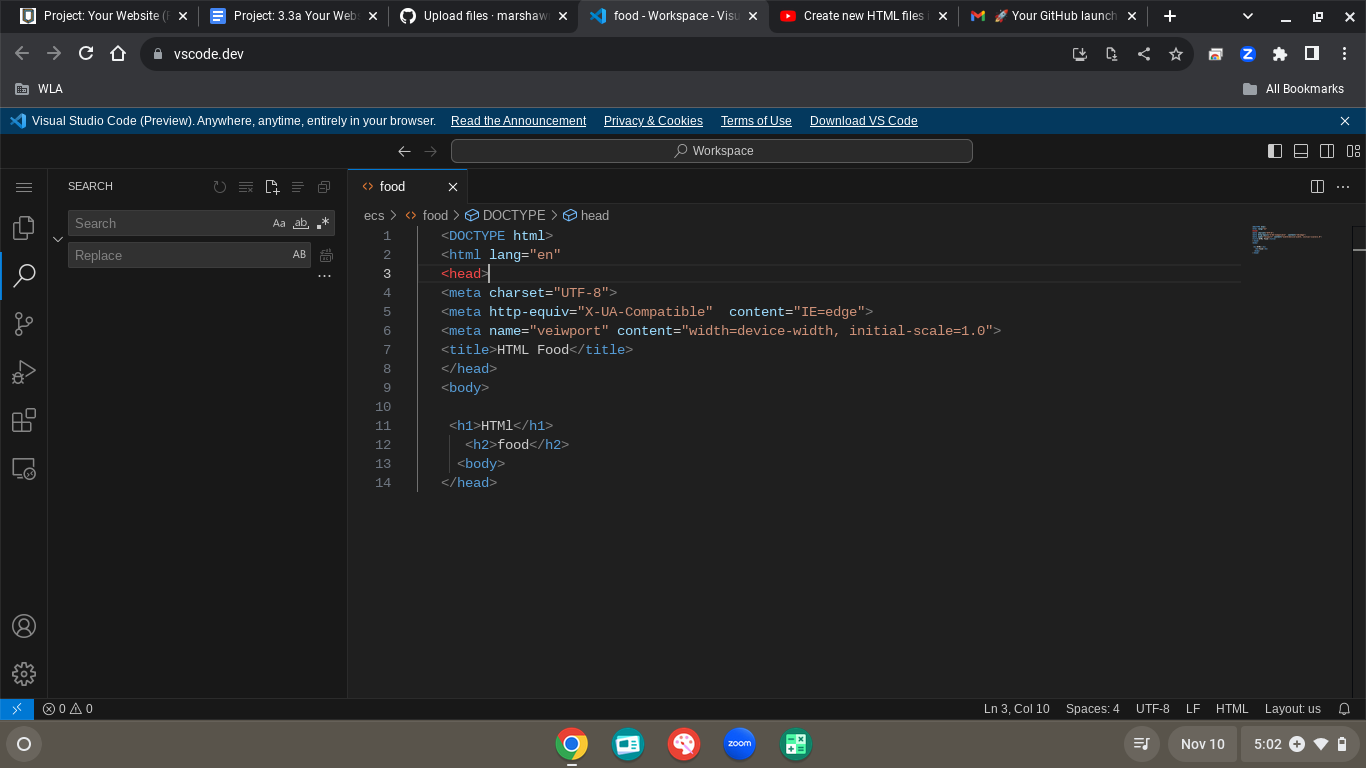 Project: Your Website (P
Project: 3.3a Your Webs
Upload files · marshawn
food - Workspace - Visu
Create new HTML files i
🚀 Your GitHub launch
vscode.dev
WLA
All Bookmarks
Visual Studio Code (Preview). Anywhere, anytime, entirely in your browser. Read the Announcement Privacy & Cookies Terms of Use Download VS Code
Workspace
SEARCH
food
Search
Aa ab
ecs > food > DOCTYPE > head
Replace
AB
1 <DOCTYPE html>
2 <html lang="en"
3 <head>
4 <meta charset="UTF-8">
5 <meta http-equiv="X-UA-Compatible"  content="IE=edge">
6 <meta name="veiwport" content="width=device-width, initial-scale=1.0">
7 <title>HTML Food</title>
8 </head>
9 <body>
10
11 <h1>HTMl</h1>
12 <h2>food</h2>
13 <body>
14 </head>
0 0
Ln 3, Col 10 Spaces: 4 UTF-8 LF HTML Layout: us
zoom
Nov 10
5:02